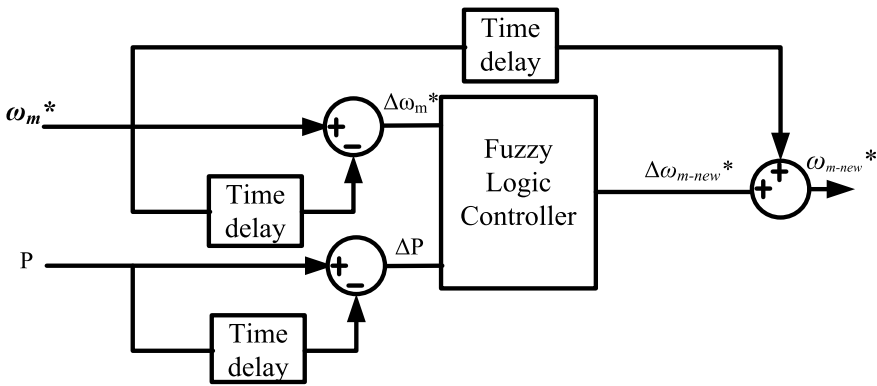 Time
delay
ωm*
+
−
Δωm*
Fuzzy
Logic
Controller
Δωm-new*
+
+
ωm-new*
Time
delay
P
+
−
ΔP
Time
delay